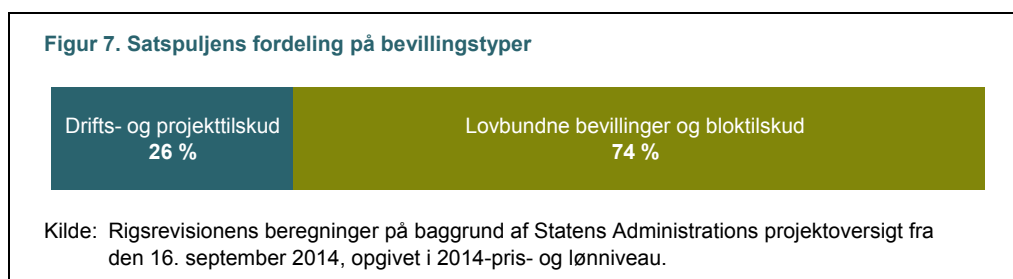 Figur 7. Satspuljens fordeling på bevillingstyper
Drifts- og projekttilskud
26 %
Lovbundne bevillinger og bloktilskud
74 %
Kilde: Rigsrevisionens beregninger på baggrund af Statens Administrations projektoversigt fra
den 16. september 2014, opgivet i 2014-pris- og lønniveau.